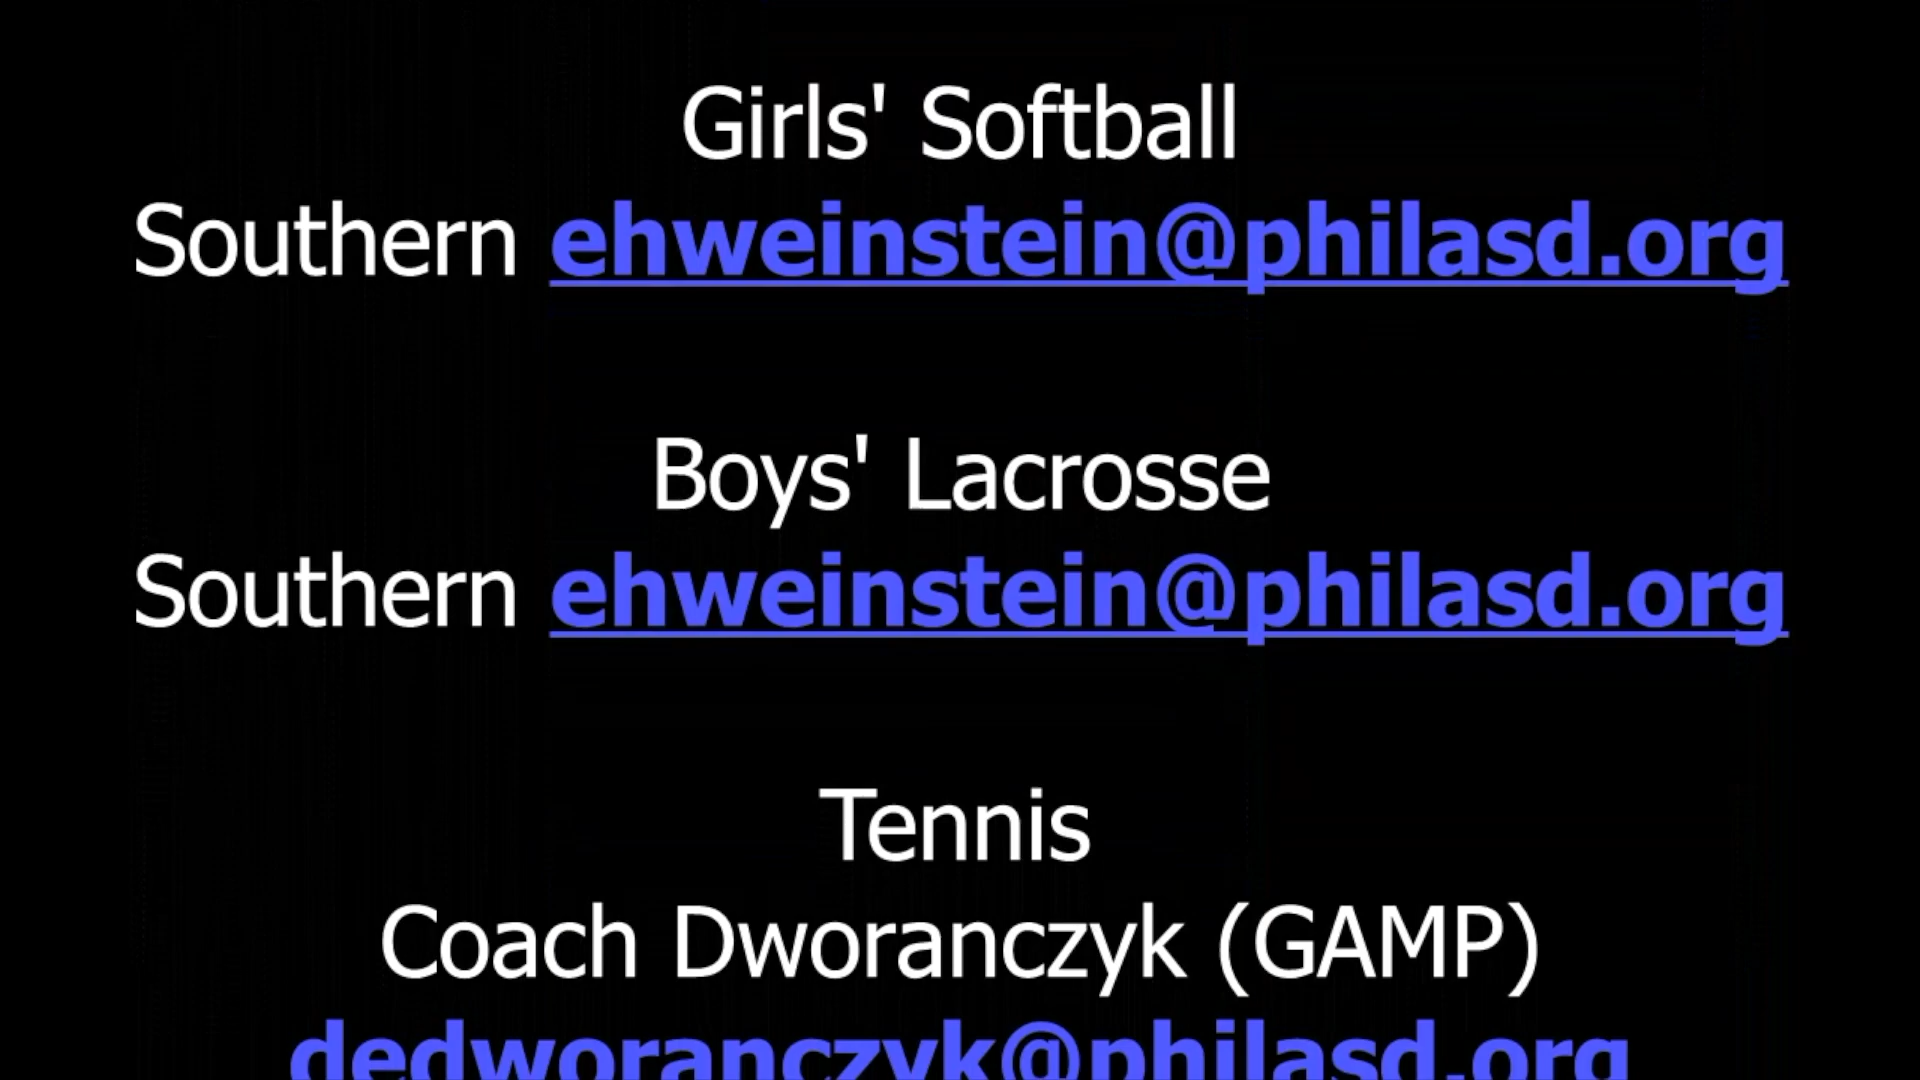 Girls' Softball
Southern ehweinstein@philasd.org
Boys' Lacrosse
Southern ehweinstein@philasd.org
Tennis
Coach Dworanczyk (GAMP)
dedworanczyk@philasd.org